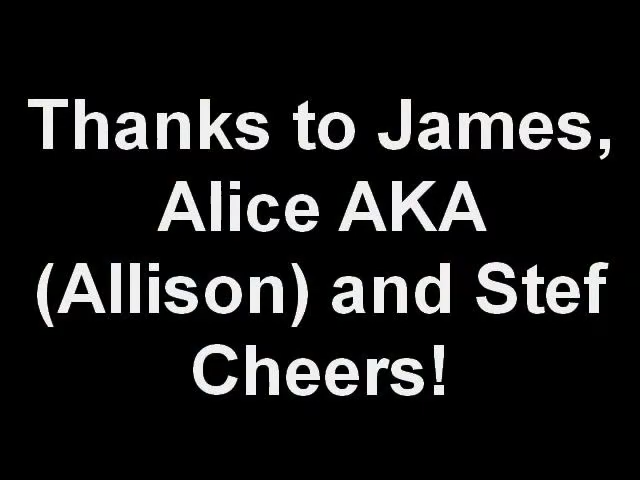 Thanks to James,
Alice AKA
(Allison) and Stef
Cheers!